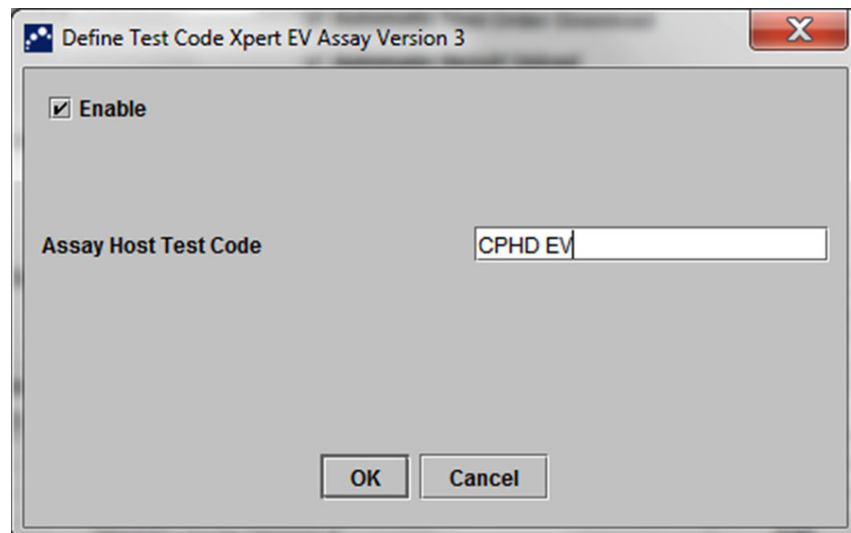 Define Test Code Xpert EV Assay Version 3
Enable
Assay Host Test Code
CPHD EV
OK
Cancel